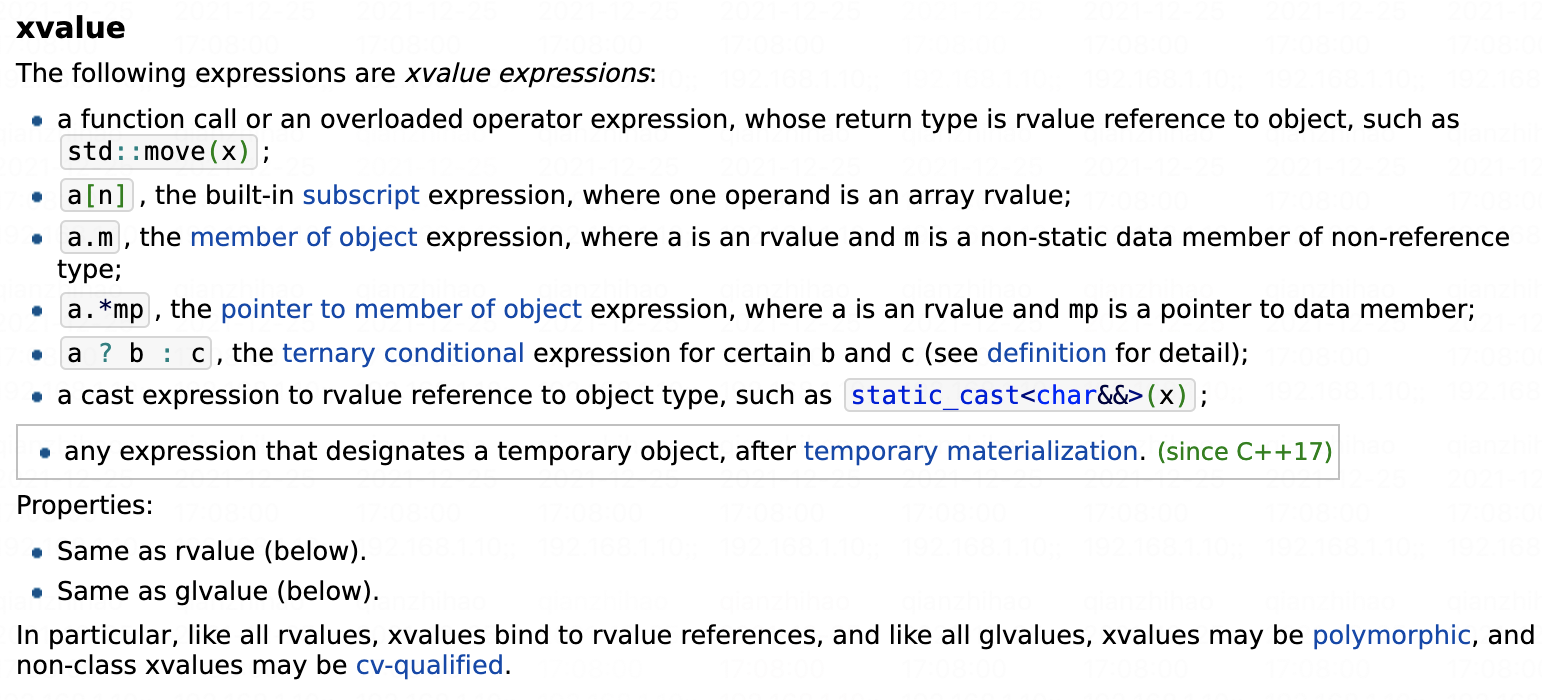 xvalue
The following expressions are xvalue expressions:
a function call or an overloaded operator expression, whose return type is rvalue reference to object, such as
std::move(x);
a[n], the built-in subscript expression, where one operand is an array rvalue;
a.m, the member of object expression, where a is an rvalue and m is a non-static data member of non-reference
type;
a.*mp, the pointer to member of object expression, where a is an rvalue and mp is a pointer to data member;
a ? b : c, the ternary conditional expression for certain b and c (see definition for detail);
a cast expression to rvalue reference to object type, such as static_cast<char&&>(x);
any expression that designates a temporary object, after temporary materialization. (since C++17)
Properties:
Same as rvalue (below).
Same as glvalue (below).
In particular, like all rvalues, xvalues bind to rvalue references, and like all glvalues, xvalues may be polymorphic, and
non-class xvalues may be cv-qualified.